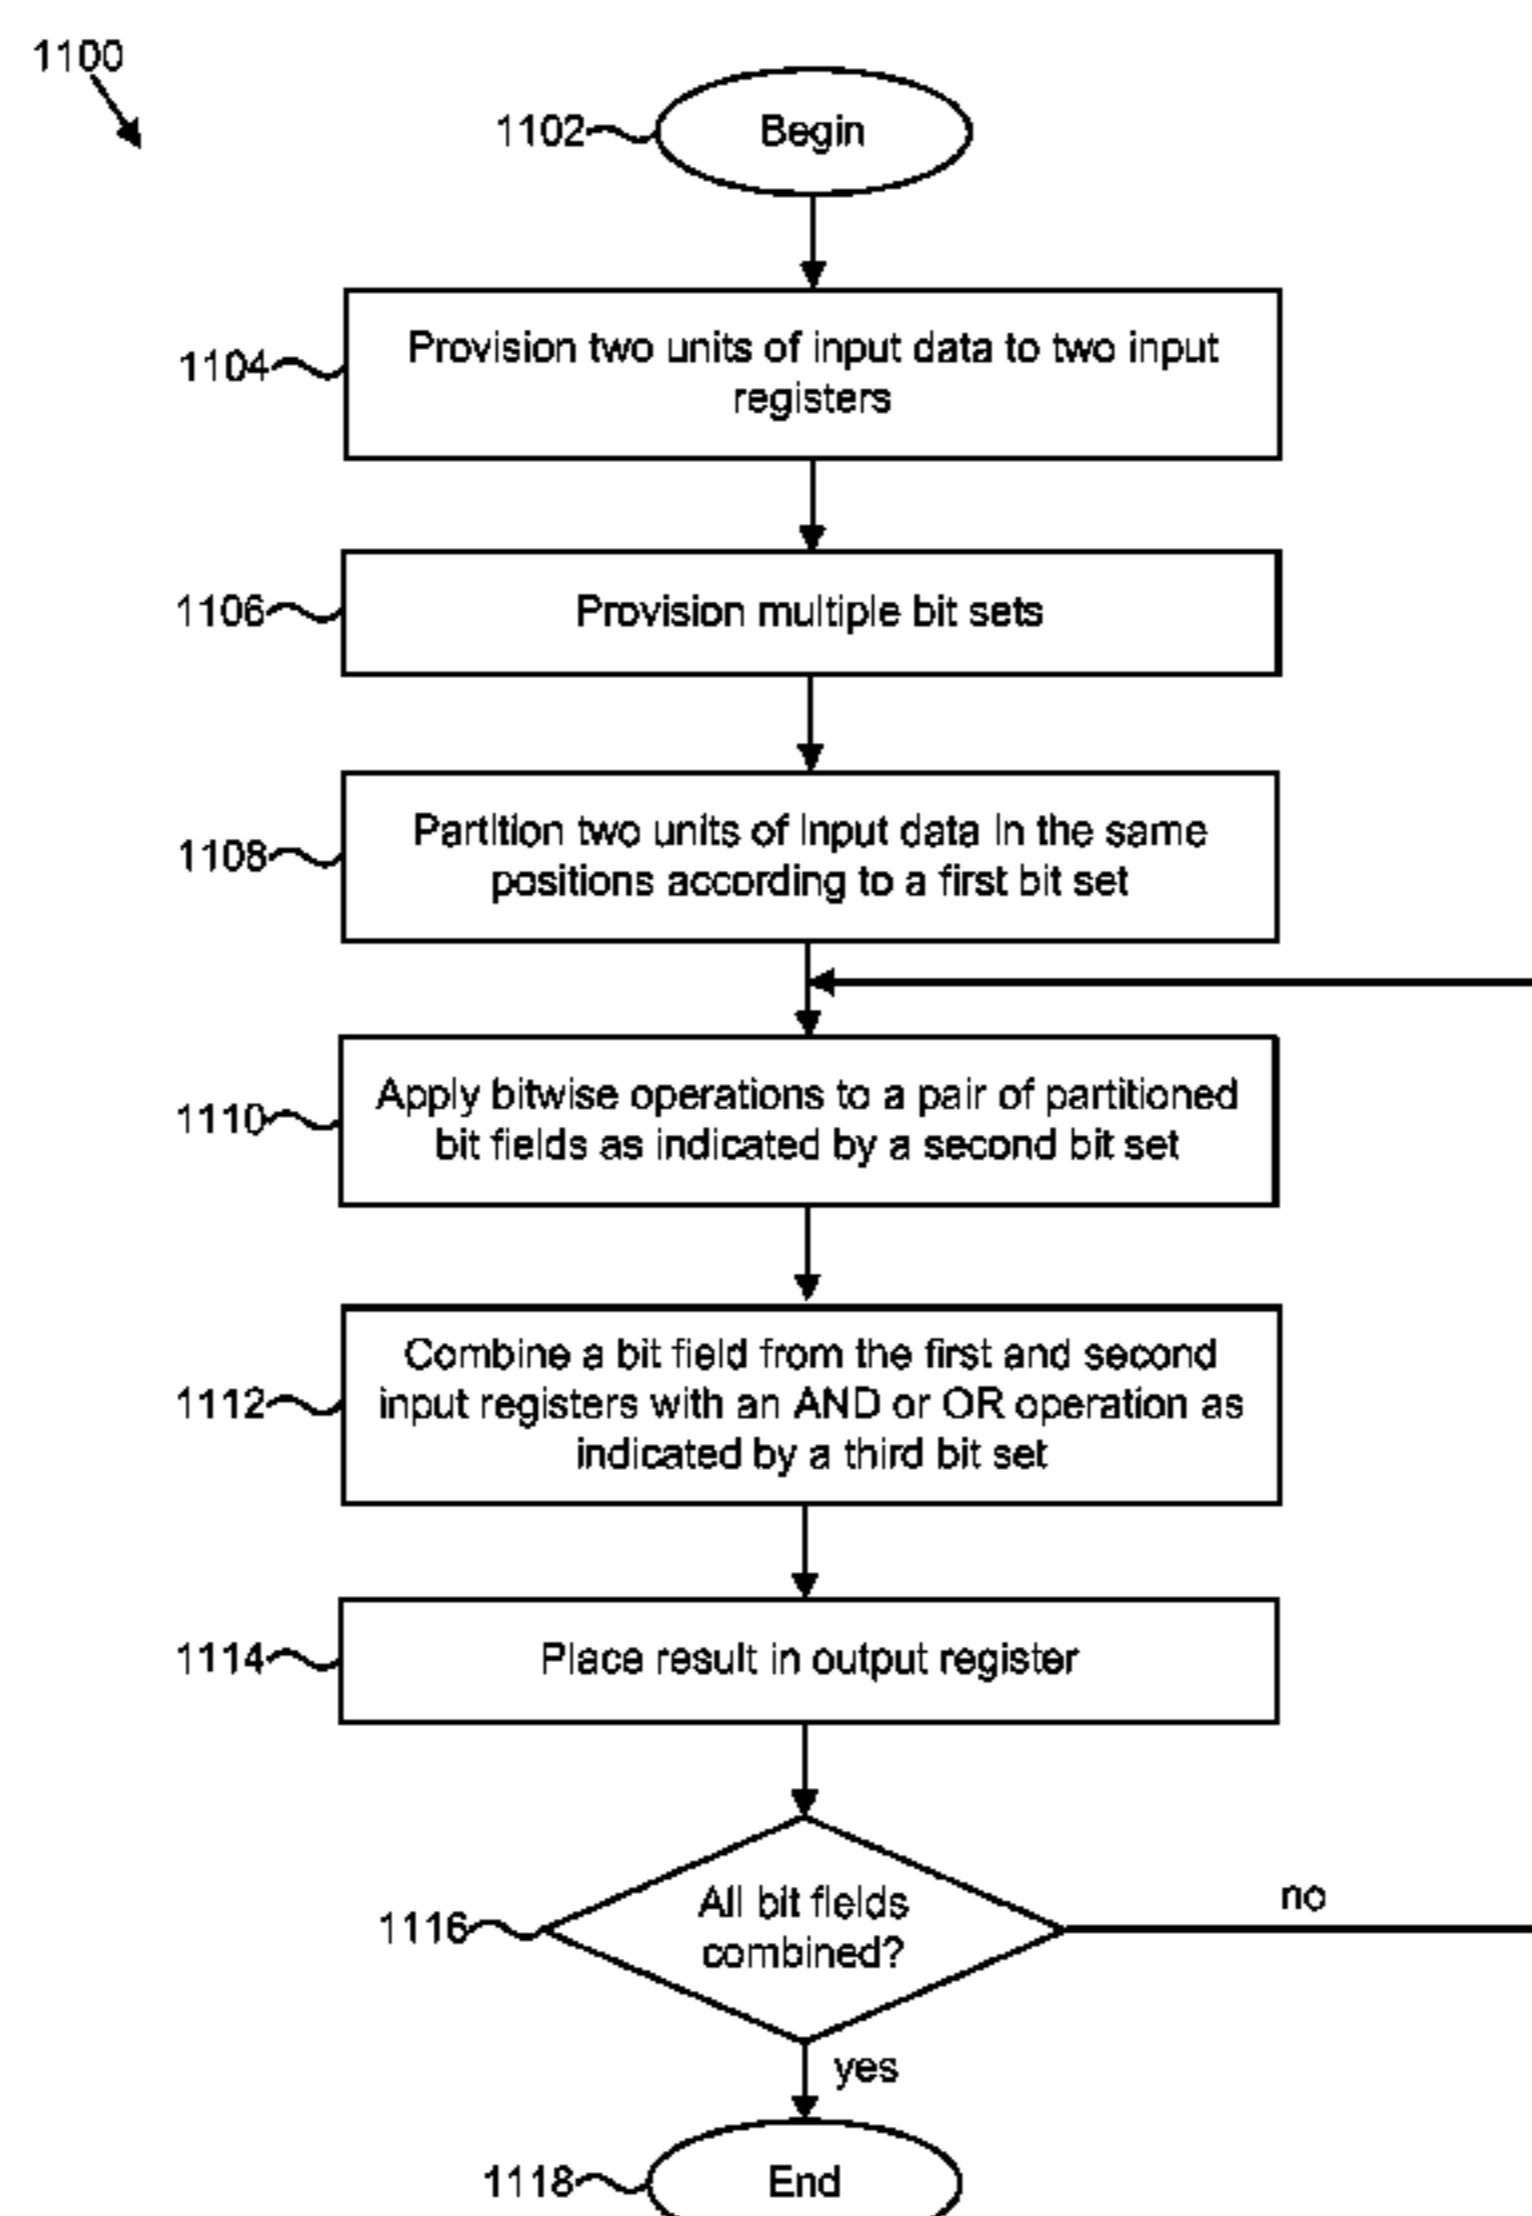 1100
1102
Begin
1104
Provision two units of input data to two input
registers
1106
Provision multiple bit sets
1108
Partition two units of input data in the same
positions according to a first bit set
1110
Apply bitwise operations to a pair of partitioned
bit fields as indicated by a second bit set
1112
Combine a bit field from the first and second
input registers with an AND or OR operation as
indicated by a third bit set
1114
Place result in output register
1116
All bit fields
combined?
no
yes
1118
End